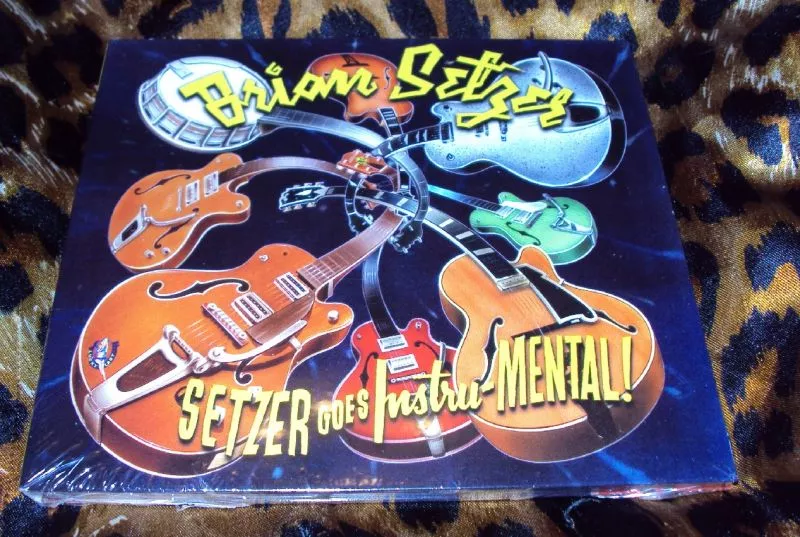 Brian Setzer
SETZER GOES Instru-MENTAL!